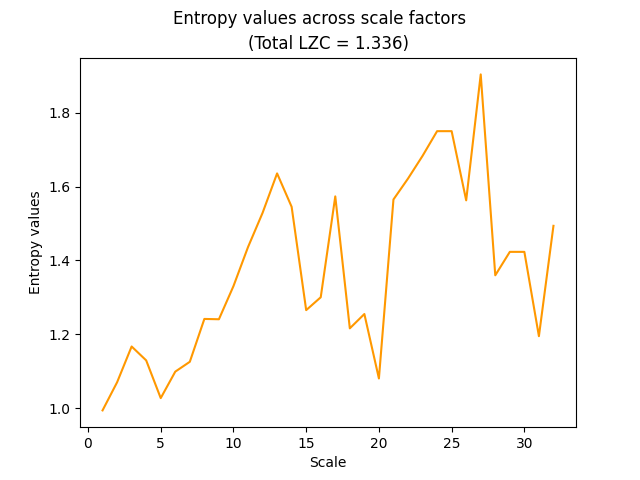 Entropy values across scale factors
(Total LZC = 1.336)
1.8
1.6
1.4
1.2
1.0
Entropy values
0 5 10 15 20 25 30
Scale